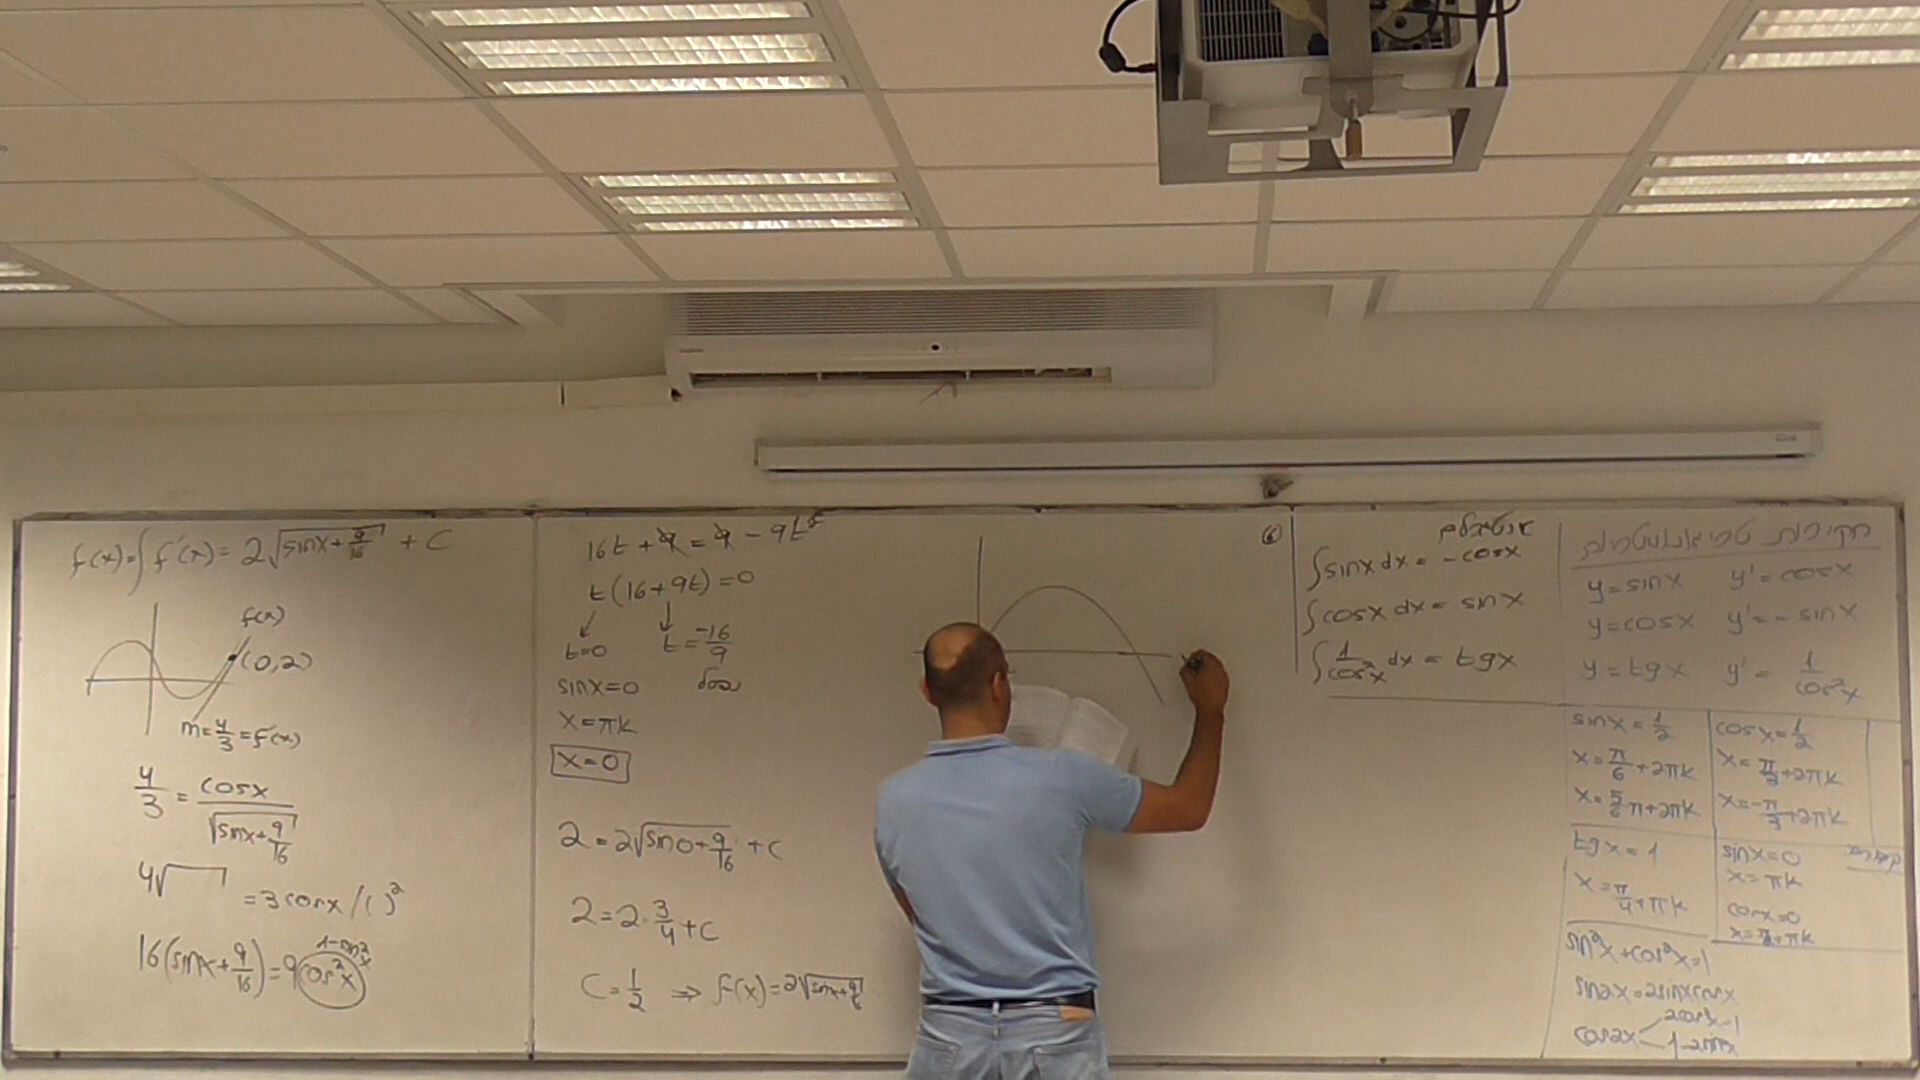 f(x)=∫f'(x)= 2√(sinx+9/16) + C
f(x)
(0,2)
m=4/3=f'(x)
4/3 = cosx/√(sinx+9/16)
4√ =3cosx /( )²
1-sin²x
16(sinx+9/16)=9cos²x
16t+9=9-9t²
t(16+9t)=0
t=0 t=-16/9
sinx=0
x=πk
x=0
2=2√(sin0+9/16)+C
2=2·3/4+C
C=1/2 ⇒ f(x)=2√(sinx+9/16)
⑥
אינטגרלים
∫sinx dx = -cosx
∫cosx dx = sinx
∫1/cos²x dx = tgx
y=sinx y'=cosx
y=cosx y'=-sinx
y=tgx y'=1/cos²x
sinx=1/2
x=π/6+2πk
x=5/6π+2πk
cosx=1/2
x=π/3+2πk
x=-π/3+2πk
tgx=1
x=π/4+πk
sinx=0
x=πk
cosx=0
x=π/2+πk
sin²x+cos²x=1
sin2x=2sinxcosx
cos2x 2cos²x-1
1-2sin²x